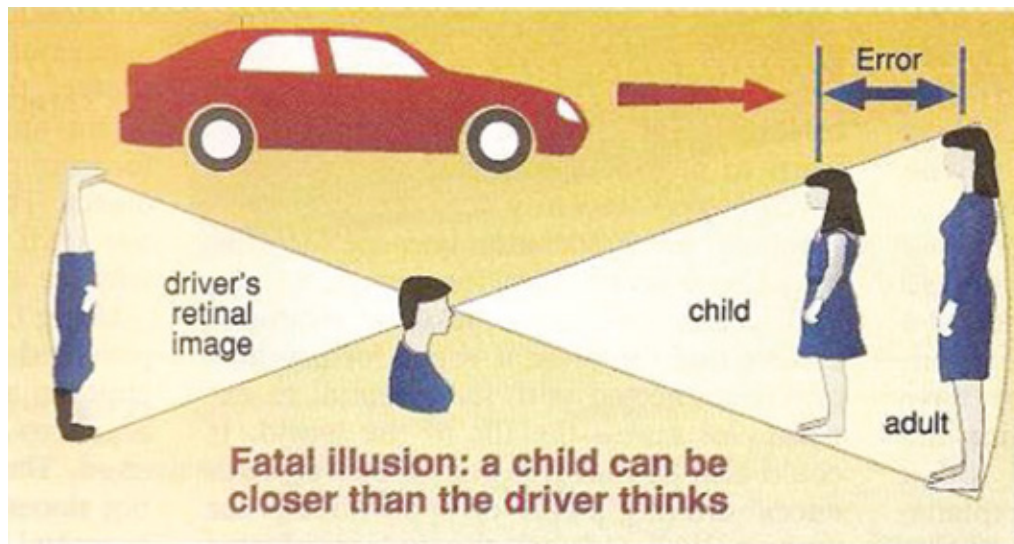 Error
driver's
retinal
image
child
adult
Fatal illusion: a child can be
closer than the driver thinks